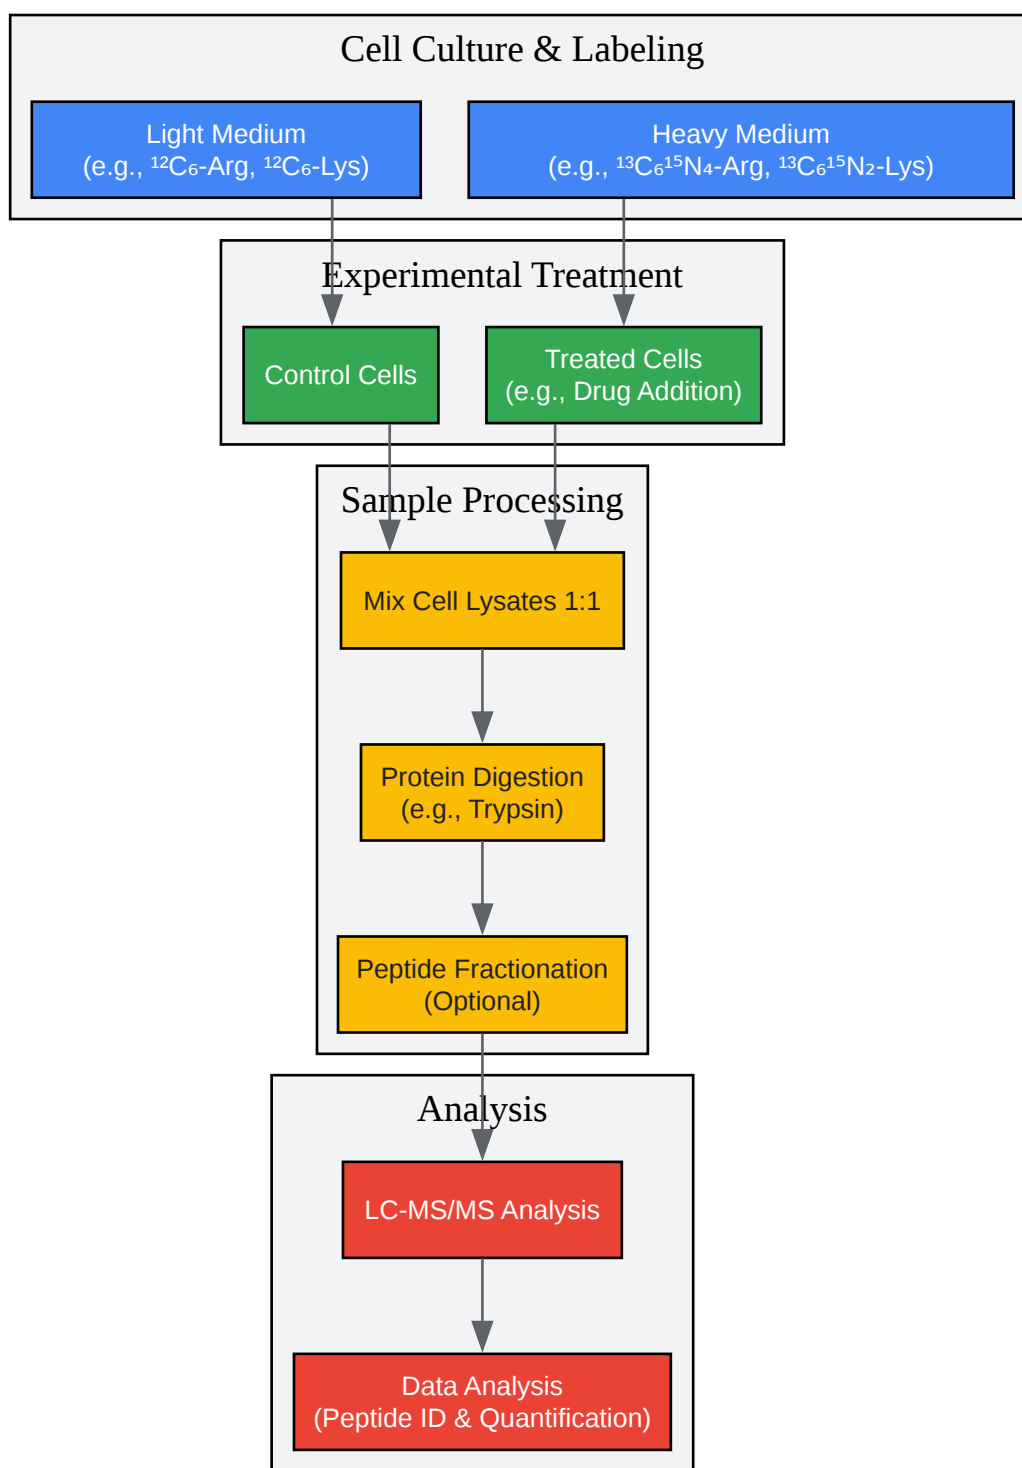 Cell Culture & Labeling
Light Medium
(e.g., ¹²C₆-Arg, ¹²C₆-Lys)
Heavy Medium
(e.g., ¹³C₆¹⁵N₄-Arg, ¹³C₆¹⁵N₂-Lys)
Experimental Treatment
Control Cells
Treated Cells
(e.g., Drug Addition)
Sample Processing
Mix Cell Lysates 1:1
Protein Digestion
(e.g., Trypsin)
Peptide Fractionation
(Optional)
Analysis
LC-MS/MS Analysis
Data Analysis
(Peptide ID & Quantification)